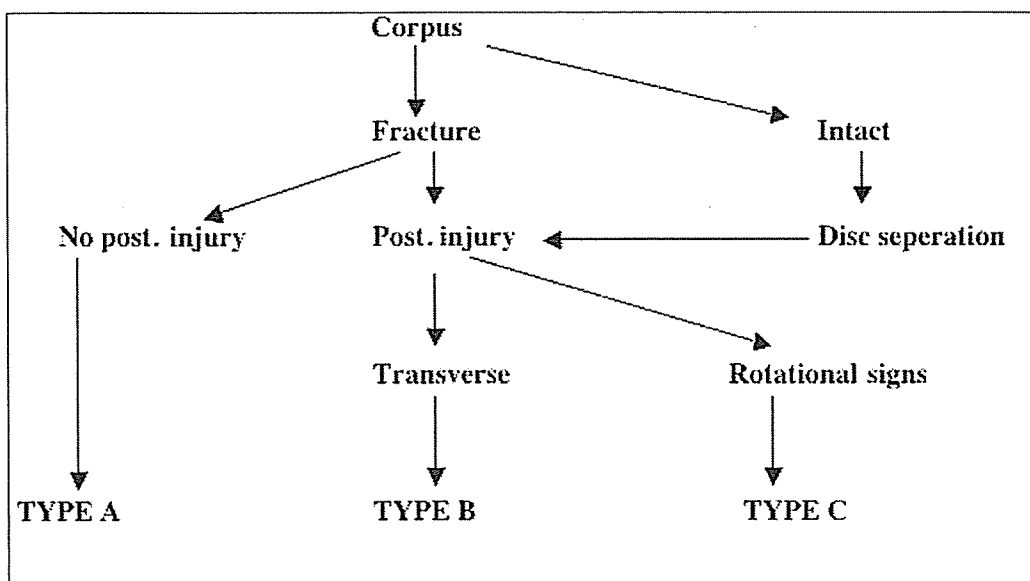 Corpus
Fracture Intact
No post. injury Post. injury Disc seperation
Transverse Rotational signs
TYPE A TYPE B TYPE C